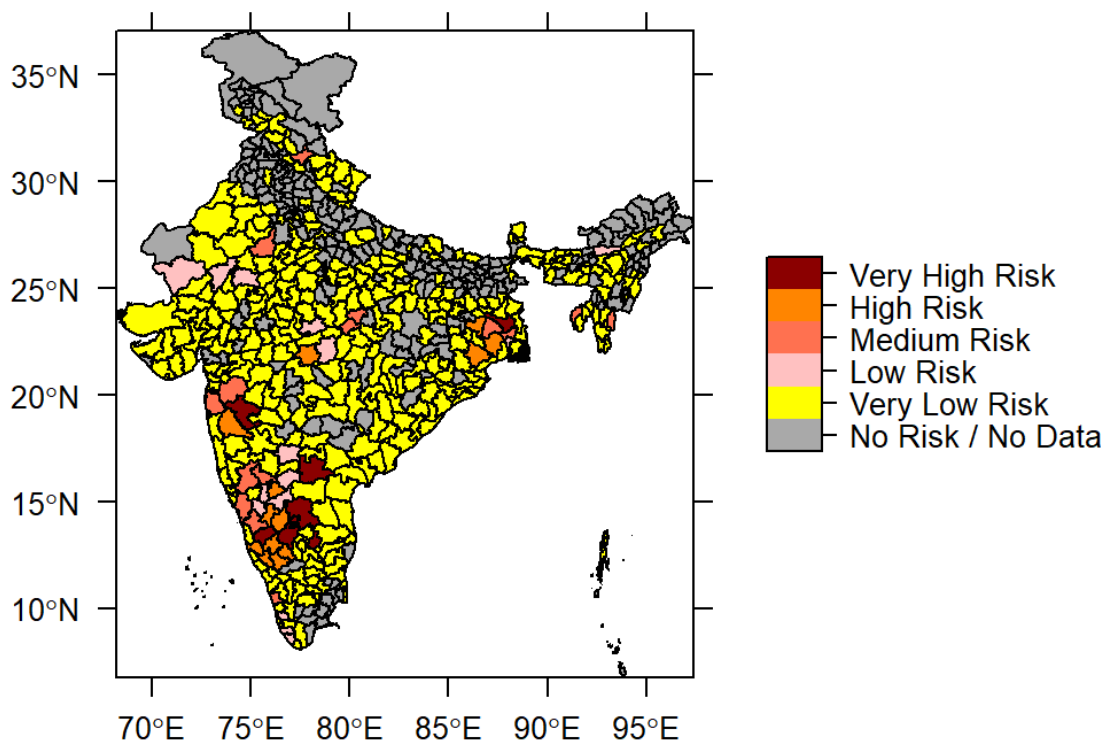 35°N
30°N
25°N
20°N
15°N
10°N
70°E 75°E 80°E 85°E 90°E 95°E
Very High Risk
High Risk
Medium Risk
Low Risk
Very Low Risk
No Risk / No Data